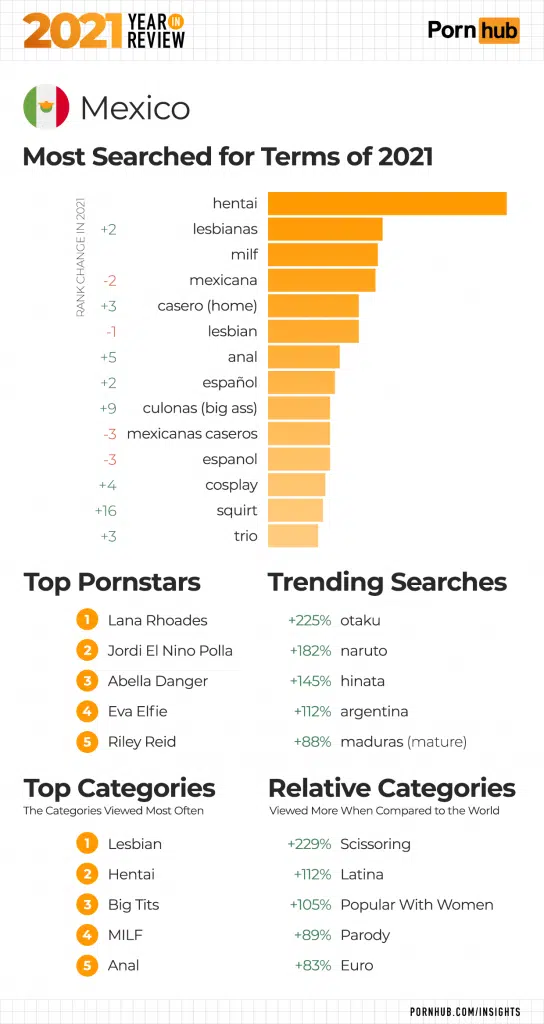 2021 YEAR IN REVIEW
Pornhub
Mexico
Most Searched for Terms of 2021
RANK CHANGE IN 2021
hentai
+2 lesbianas
milf
-2 mexicana
+3 casero (home)
-1 lesbian
+5 anal
+2 español
+9 culonas (big ass)
-3 mexicanas caseros
-3 espanol
+4 cosplay
+16 squirt
+3 trio
Top Pornstars
1 Lana Rhoades
2 Jordi El Nino Polla
3 Abella Danger
4 Eva Elfie
5 Riley Reid
Trending Searches
+225% otaku
+182% naruto
+145% hinata
+112% argentina
+88% maduras (mature)
Top Categories
The Categories Viewed Most Often
1 Lesbian
2 Hentai
3 Big Tits
4 MILF
5 Anal
Relative Categories
Viewed More When Compared to the World
+229% Scissoring
+112% Latina
+105% Popular With Women
+89% Parody
+83% Euro
PORNHUB.COM/INSIGHTS